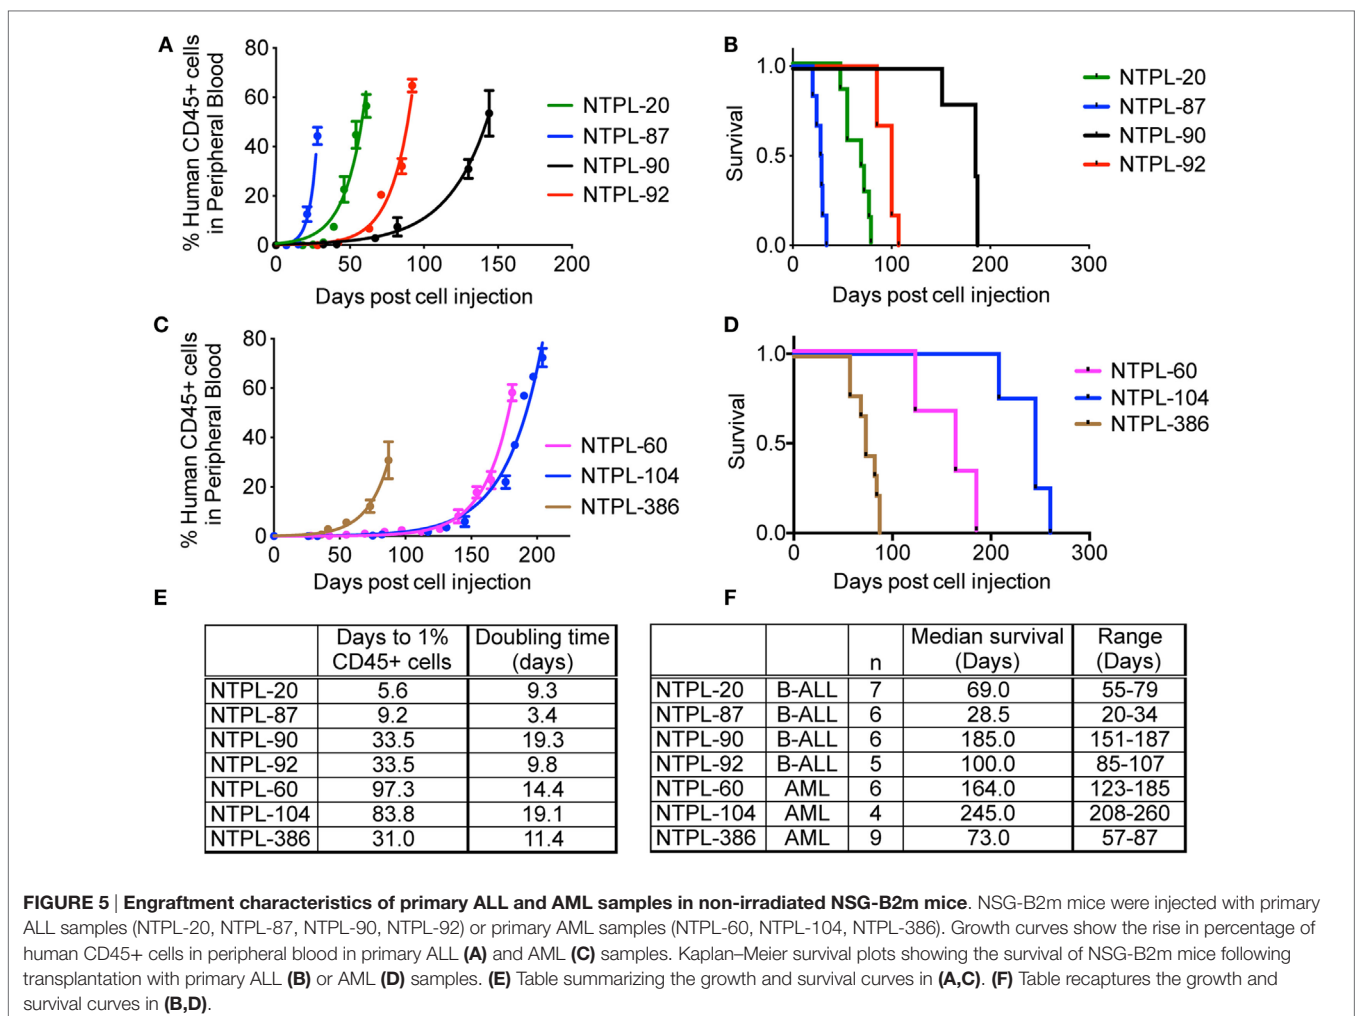 A
% Human CD45+ cells
in Peripheral Blood
80
60
40
20
0
0 50 100 150 200
Days post cell injection
NTPL-20
NTPL-87
NTPL-90
NTPL-92
B
Survival
1.0
0.5
0.0
0 100 200 300
Days post cell injection
NTPL-20
NTPL-87
NTPL-90
NTPL-92
C
% Human CD45+ cells
in Peripheral Blood
80
60
40
20
0
0 50 100 150 200
Days post cell injection
NTPL-60
NTPL-104
NTPL-386
D
Survival
1.0
0.5
0.0
0 100 200 300
Days post cell injection
NTPL-60
NTPL-104
NTPL-386
E
Days to 1% Doubling time
CD45+ cells (days)
NTPL-20 5.6 9.3
NTPL-87 9.2 3.4
NTPL-90 33.5 19.3
NTPL-92 33.5 9.8
NTPL-60 97.3 14.4
NTPL-104 83.8 19.1
NTPL-386 31.0 11.4
F
Median survival Range
n (Days) (Days)
NTPL-20 B-ALL 7 69.0 55-79
NTPL-87 B-ALL 6 28.5 20-34
NTPL-90 B-ALL 6 185.0 151-187
NTPL-92 B-ALL 5 100.0 85-107
NTPL-60 AML 6 164.0 123-185
NTPL-104 AML 4 245.0 208-260
NTPL-386 AML 9 73.0 57-87
FIGURE 5 | Engraftment characteristics of primary ALL and AML samples in non-irradiated NSG-B2m mice. NSG-B2m mice were injected with primary
ALL samples (NTPL-20, NTPL-87, NTPL-90, NTPL-92) or primary AML samples (NTPL-60, NTPL-104, NTPL-386). Growth curves show the rise in percentage of
human CD45+ cells in peripheral blood in primary ALL (A) and AML (C) samples. Kaplan–Meier survival plots showing the survival of NSG-B2m mice following
transplantation with primary ALL (B) or AML (D) samples. (E) Table summarizing the growth and survival curves in (A,C). (F) Table recaptures the growth and
survival curves in (B,D).